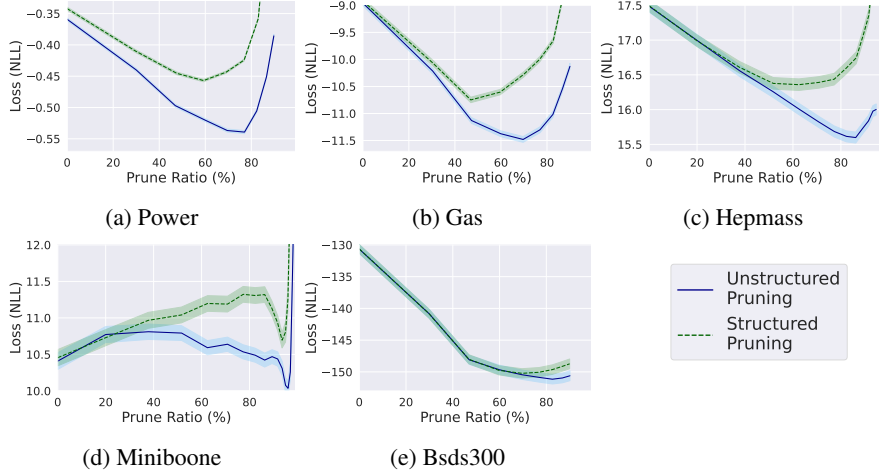 −0.35
−0.40
−0.45
−0.50
−0.55
Loss (NLL)
0 20 40 60 80
Prune Ratio (%)
(a) Power
−9.0
−9.5
−10.0
−10.5
−11.0
−11.5
Loss (NLL)
0 20 40 60 80
Prune Ratio (%)
(b) Gas
17.5
17.0
16.5
16.0
15.5
Loss (NLL)
0 20 40 60 80
Prune Ratio (%)
(c) Hepmass
12.0
11.5
11.0
10.5
10.0
Loss (NLL)
0 20 40 60 80
Prune Ratio (%)
(d) Miniboone
−130
−135
−140
−145
−150
Loss (NLL)
0 20 40 60 80
Prune Ratio (%)
(e) Bsds300
Unstructured
Pruning
Structured
Pruning